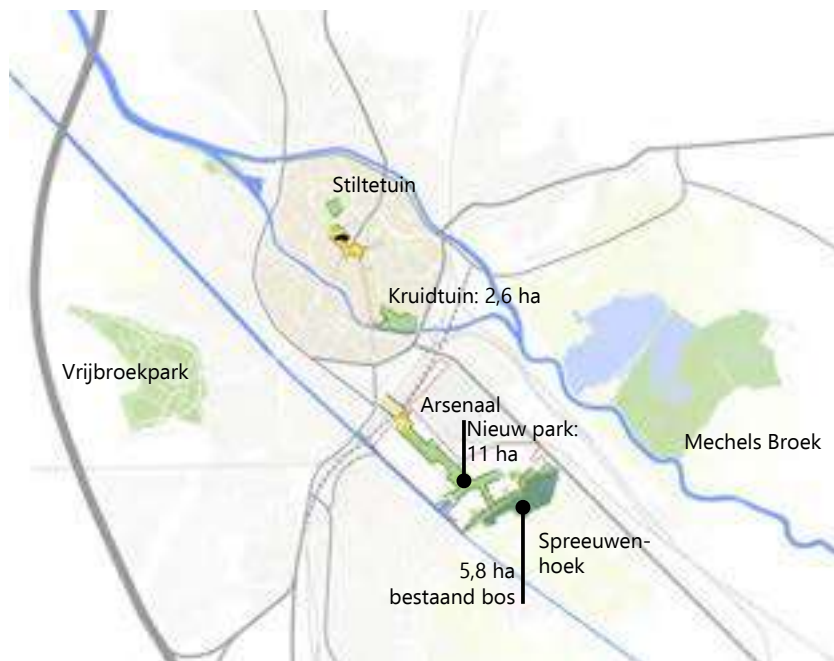 Stiltetuin
Kruidtuin: 2,6 ha
Vrijbroekpark
Arsenaal
Nieuw park:
11 ha
Mechels Broek
Spreeuwen-
hoek
5,8 ha
bestaand bos